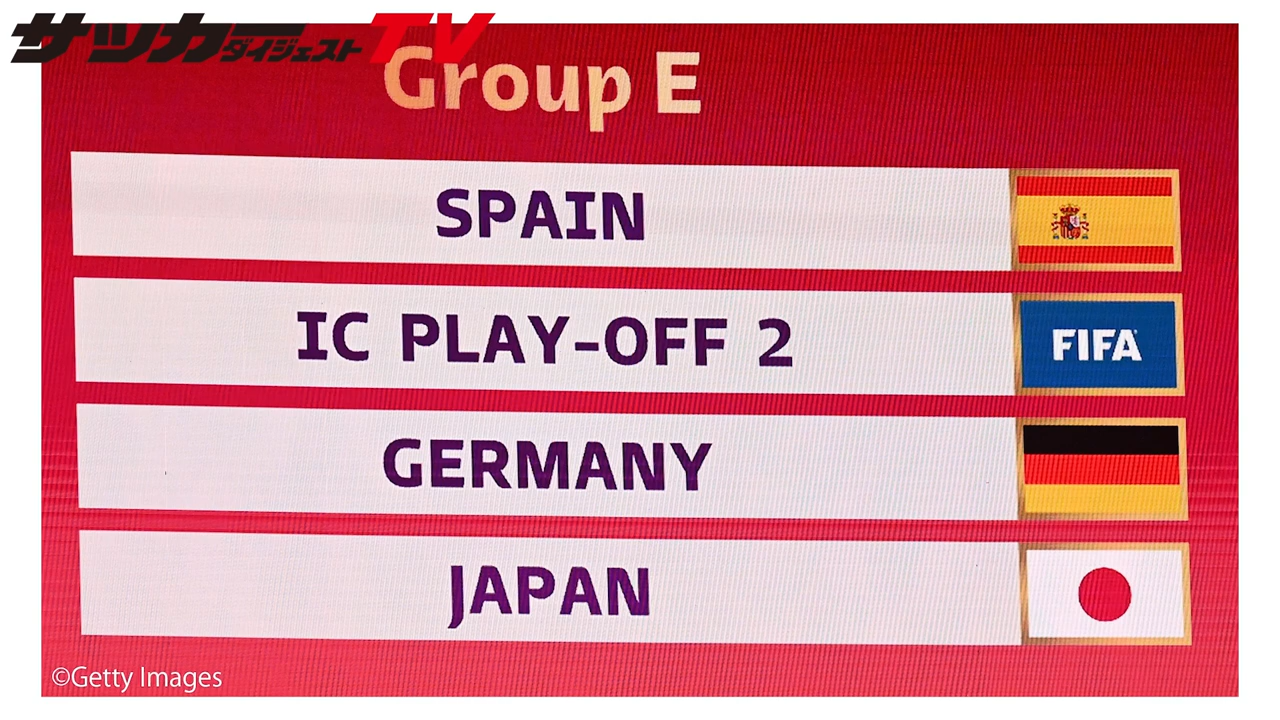 サッカーダイジェストTV
Group E
SPAIN
IC PLAY-OFF 2
FIFA
GERMANY
JAPAN
©Getty Images